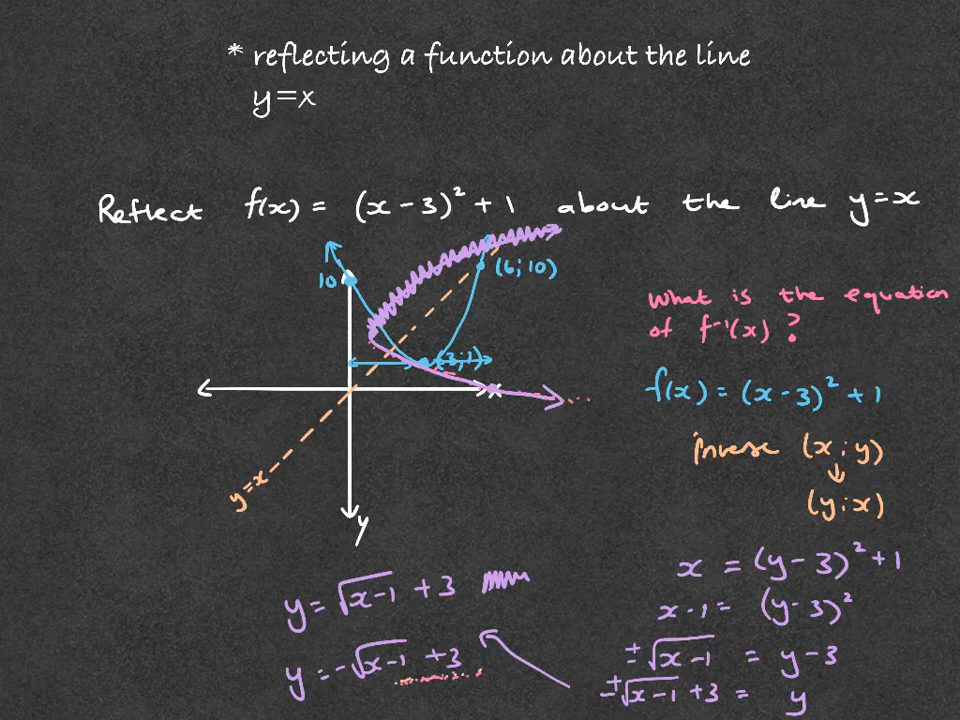 * reflecting a function about the line
y=x
Reflect f(x) = (x - 3)² + 1 about the line y=x
10
(6;10)
(3;1)
x
y=x
y
What is the equation
of f⁻¹(x) ?
f(x) = (x - 3)² + 1
inverse (x;y)
↓
(y;x)
x = (y - 3)² + 1
x - 1 = (y - 3)²
±√(x - 1) = y - 3
±√(x - 1) + 3 = y
y = √(x - 1) + 3
y = -√(x - 1) + 3